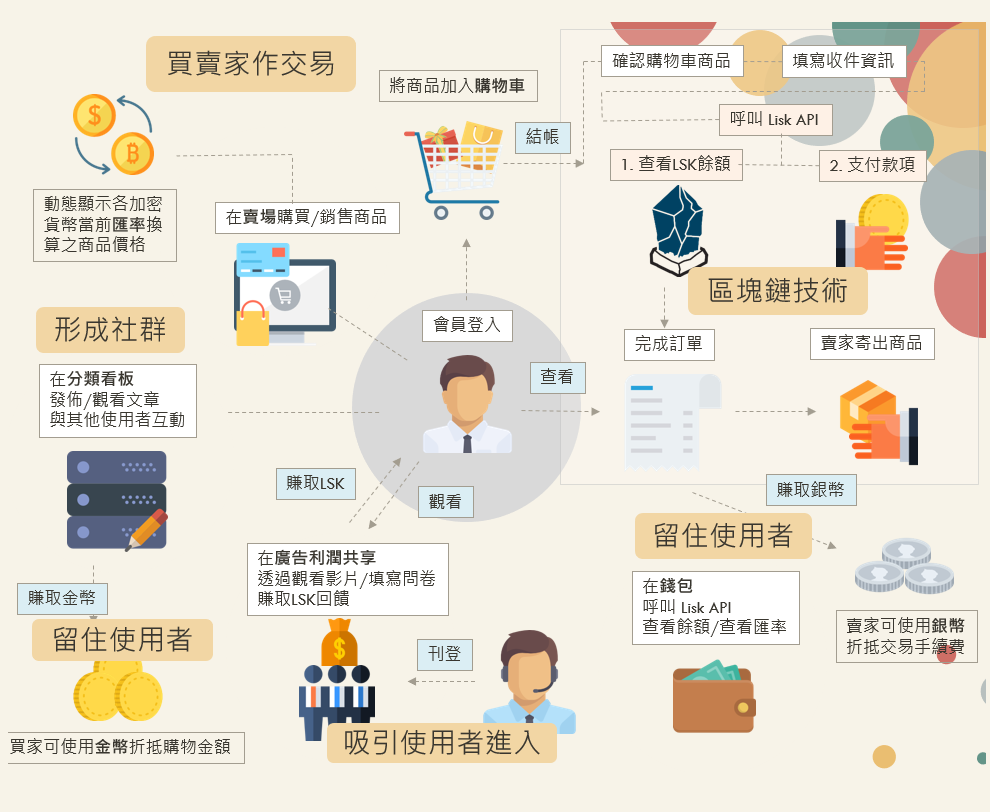 買賣家作交易
動態顯示各加密
貨幣當前匯率換
算之商品價格
在賣場購買/銷售商品
將商品加入購物車
結帳
確認購物車商品
填寫收件資訊
呼叫 Lisk API
1. 查看LSK餘額
2. 支付款項
區塊鏈技術
完成訂單
賣家寄出商品
會員登入
查看
形成社群
在分類看板
發佈/觀看文章
與其他使用者互動
賺取LSK
觀看
賺取銀幣
留住使用者
在錢包
呼叫 Lisk API
查看餘額/查看匯率
賣家可使用銀幣
折抵交易手續費
在廣告利潤共享
透過觀看影片/填寫問卷
賺取LSK回饋
刊登
吸引使用者進入
賺取金幣
留住使用者
買家可使用金幣折抵購物金額